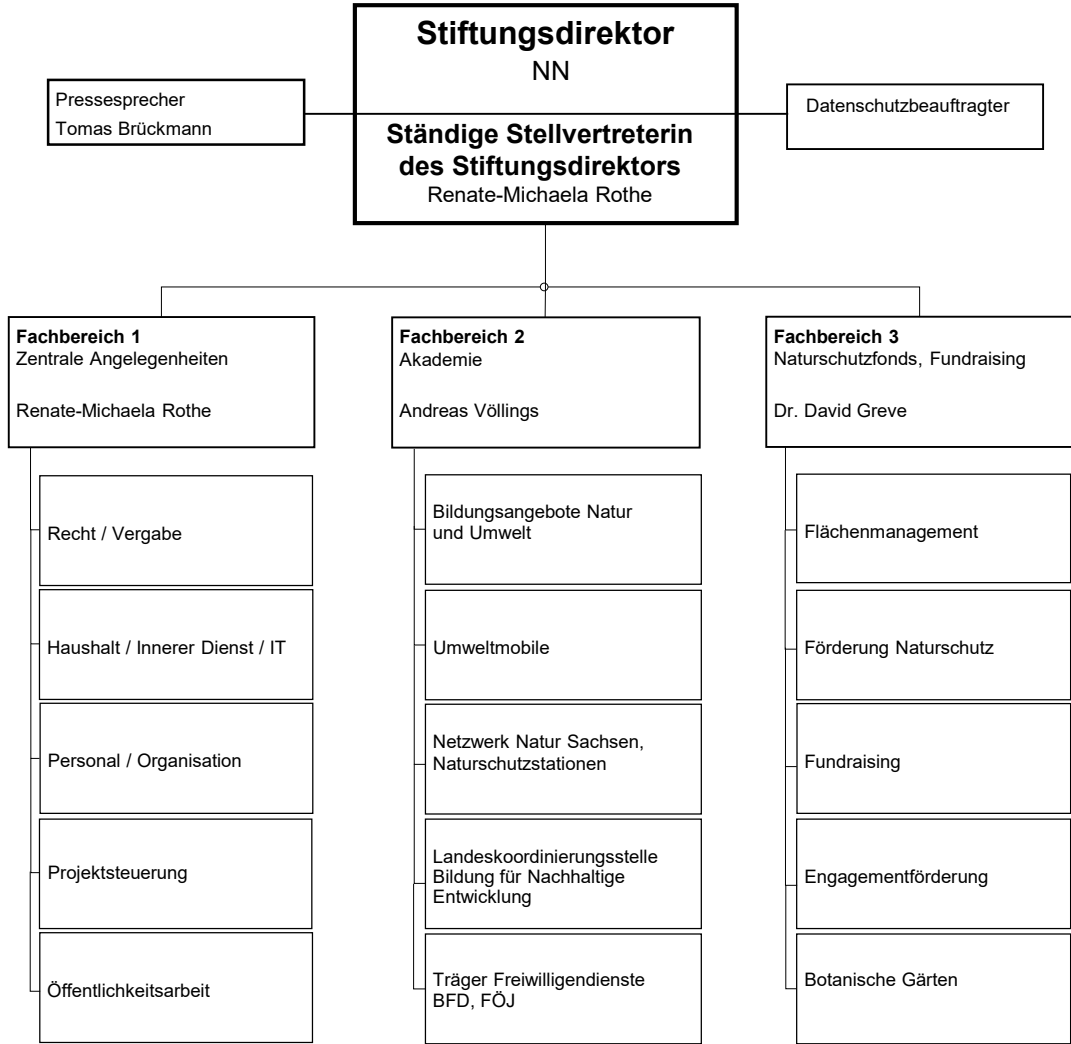 Stiftungsdirektor
NN
Pressesprecher
Tomas Brückmann
Datenschutzbeauftragter
Ständige Stellvertreterin
des Stiftungsdirektors
Renate-Michaela Rothe
Fachbereich 1
Zentrale Angelegenheiten
Renate-Michaela Rothe
Recht / Vergabe
Haushalt / Innerer Dienst / IT
Personal / Organisation
Projektsteuerung
Öffentlichkeitsarbeit
Fachbereich 2
Akademie
Andreas Völlings
Bildungsangebote Natur
und Umwelt
Umweltmobile
Netzwerk Natur Sachsen,
Naturschutzstationen
Landeskoordinierungsstelle
Bildung für Nachhaltige
Entwicklung
Träger Freiwilligendienste
BFD, FÖJ
Fachbereich 3
Naturschutzfonds, Fundraising
Dr. David Greve
Flächenmanagement
Förderung Naturschutz
Fundraising
Engagementförderung
Botanische Gärten